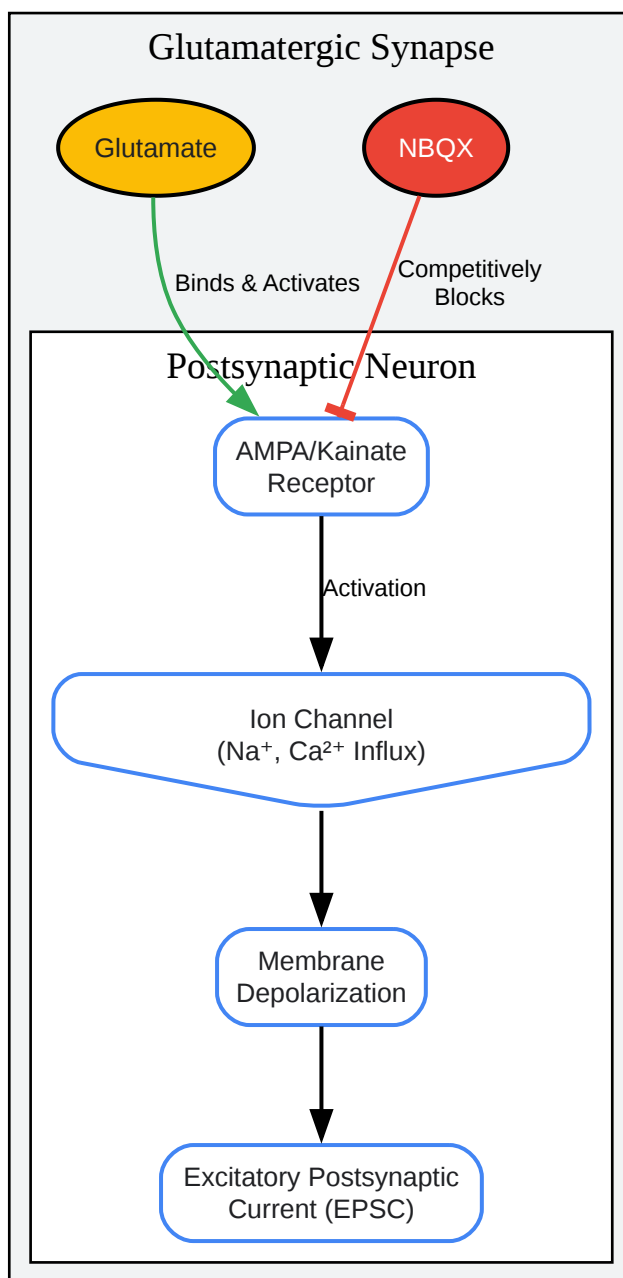 Glutamatergic Synapse
Glutamate
NBQX
Binds & Activates
Competitively
Blocks
Postsynaptic Neuron
AMPA/Kainate
Receptor
Activation
Ion Channel
(Na⁺, Ca²⁺ Influx)
Membrane
Depolarization
Excitatory Postsynaptic
Current (EPSC)